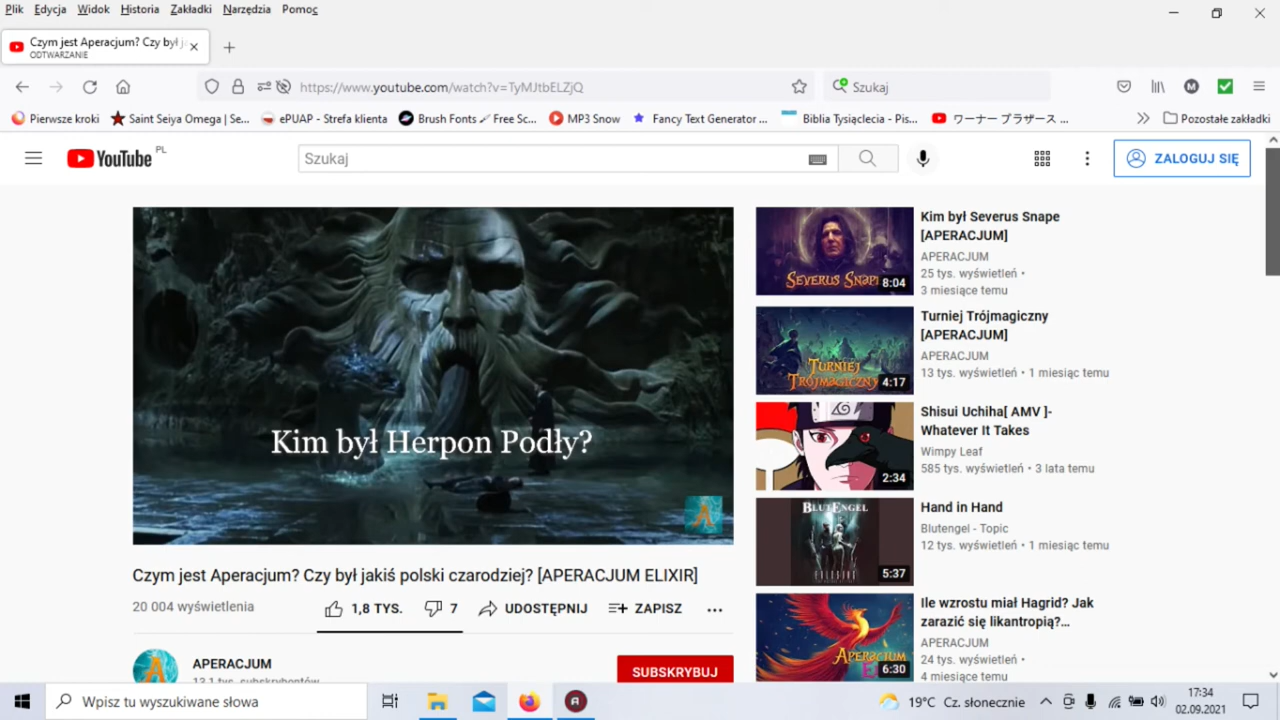 Plik Edycja Widok Historia Zakładki Narzędzia Pomoc
Czym jest Aperacjum? Czy był j
ODTWARZANIE
https://www.youtube.com/watch?v=TyMJtbELZjQ
Szukaj
Pierwsze kroki Saint Seiya Omega | Se... ePUAP - Strefa klienta Brush Fonts Free Sc... MP3 Snow Fancy Text Generator ... Biblia Tysiąclecia - Pis... ワーナー ブラザース ... Pozostałe zakładki
YouTube PL
Szukaj
ZALOGUJ SIĘ
Kim był Herpon Podły?
Czym jest Aperacjum? Czy był jakiś polski czarodziej? [APERACJUM ELIXIR]
20 004 wyświetlenia
1,8 TYS. 7 UDOSTĘPNIJ ZAPISZ ...
APERACJUM
13,1 tys. subskrybentów
SUBSKRYBUJ
SEVERUS SNAPE
8:04
Kim był Severus Snape
[APERACJUM]
APERACJUM
25 tys. wyświetleń •
3 miesiące temu
TURNIEJ
TRÓJMAGICZNY
4:17
Turniej Trójmagiczny
[APERACJUM]
APERACJUM
13 tys. wyświetleń • 1 miesiąc temu
2:34
Shisui Uchiha[ AMV ]-
Whatever It Takes
Wimpy Leaf
585 tys. wyświetleń • 3 lata temu
BLUTENGEL
5:37
Hand in Hand
Blutengel - Topic
12 tys. wyświetleń • 1 miesiąc temu
APERACJUM
6:30
Ile wzrostu miał Hagrid? Jak
zarazić się likantropią?...
APERACJUM
24 tys. wyświetleń •
4 miesiące temu
Wpisz tu wyszukiwane słowa
19°C Cz. słonecznie
17:34
02.09.2021